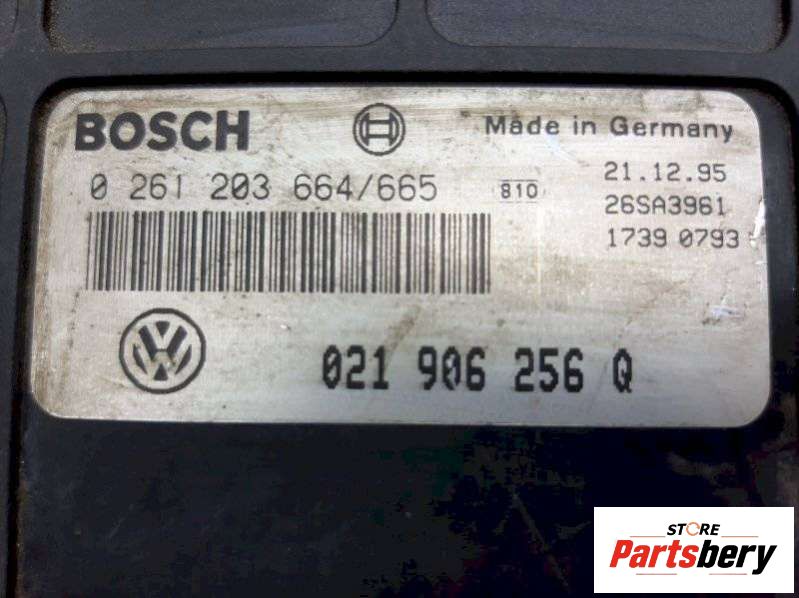 BOSCH
Made in Germany
0 261 203 664/665
810
21.12.95
26SA3961
1739 0793
VW
021 906 256 Q
STORE
Partsbery